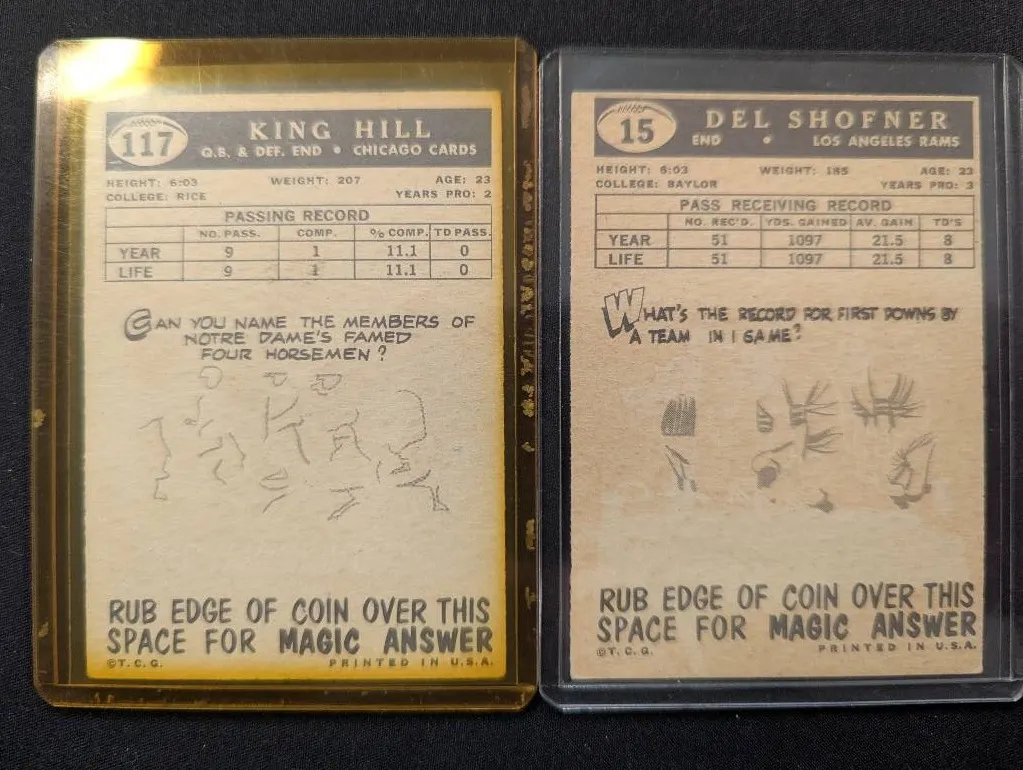 117
KING HILL
Q.B. & DEF. END • CHICAGO CARDS
HEIGHT: 6:03 WEIGHT: 207 AGE: 23
COLLEGE: RICE YEARS PRO: 2
PASSING RECORD
NO. PASS. COMP. % COMP. TD PASS.
YEAR 9 1 11.1 0
LIFE 9 1 11.1 0
CAN YOU NAME THE MEMBERS OF
NOTRE DAME'S FAMED
FOUR HORSEMEN ?
RUB EDGE OF COIN OVER THIS
SPACE FOR MAGIC ANSWER
©T.C.G. PRINTED IN U.S.A.
15
DEL SHOFNER
END • LOS ANGELES RAMS
HEIGHT: 6:03 WEIGHT: 185 AGE: 23
COLLEGE: BAYLOR YEARS PRO: 3
PASS RECEIVING RECORD
NO. REC'D. YDS. GAINED AV. GAIN TD'S
YEAR 51 1097 21.5 8
LIFE 51 1097 21.5 8
WHAT'S THE RECORD FOR FIRST DOWNS BY
A TEAM IN 1 GAME?
RUB EDGE OF COIN OVER THIS
SPACE FOR MAGIC ANSWER
©T.C.G. PRINTED IN U.S.A.